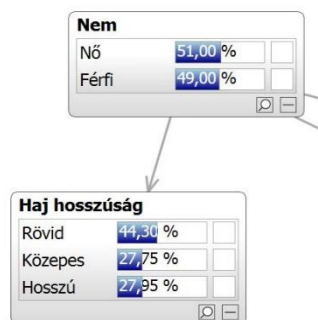 Nem
Nő 51,00 %
Férfi 49,00 %
Haj hosszúság
Rövid 44,30 %
Közepes 27,75 %
Hosszú 27,95 %